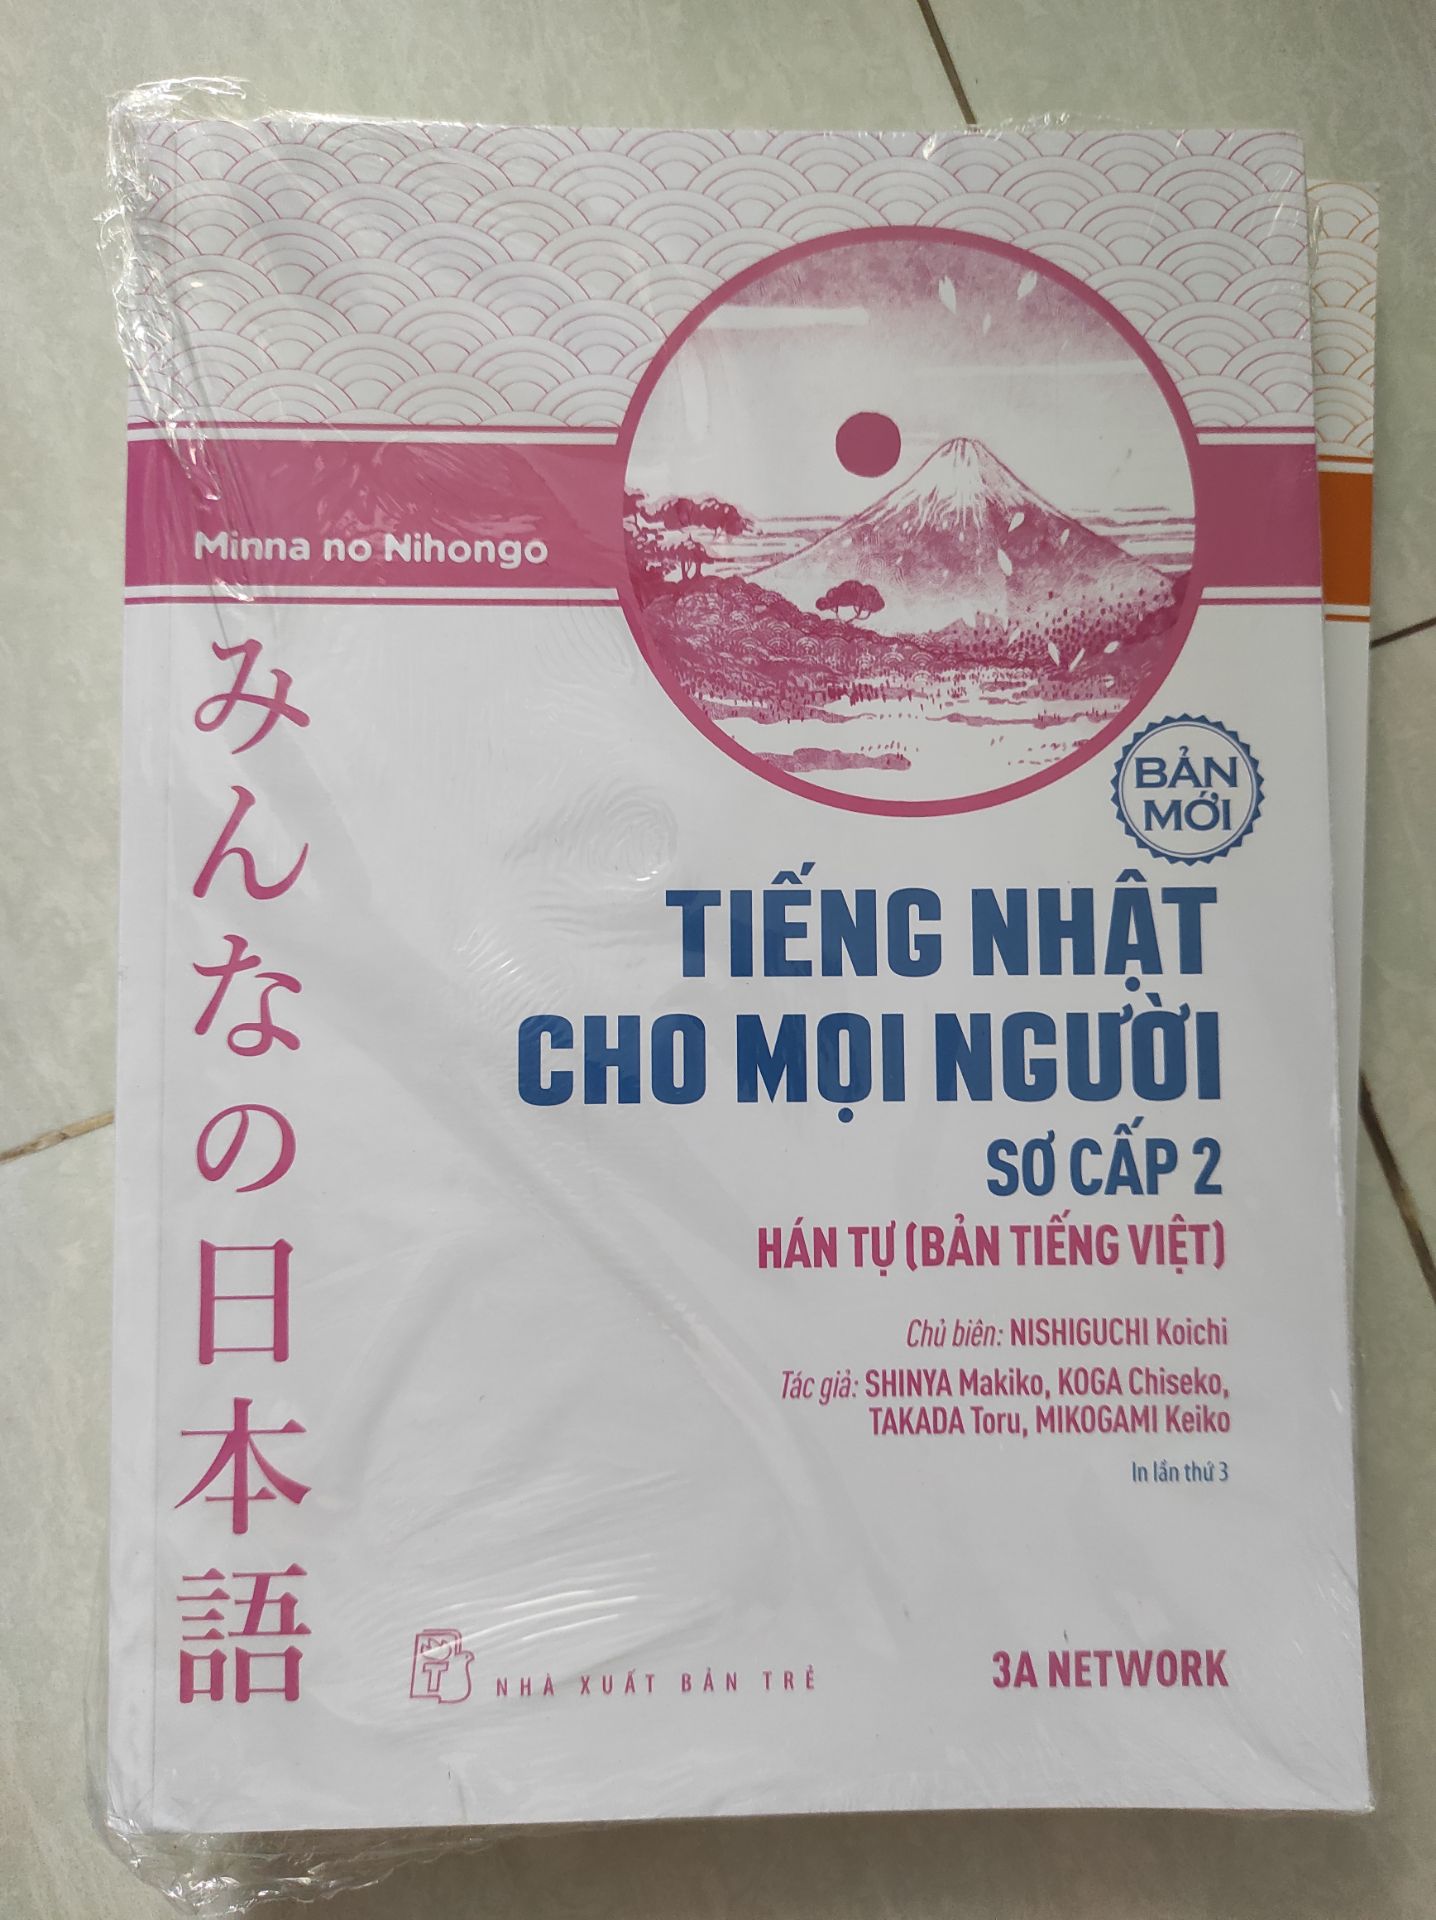 Minna no Nihongo
みんなの日本語
BẢN
MỚI
TIẾNG NHẬT
CHO MỌI NGƯỜI
SƠ CẤP 2
HÁN TỰ (BẢN TIẾNG VIỆT)
Chủ biên: NISHIGUCHI Koichi
Tác giả: SHINYA Makiko, KOGA Chiseko,
TAKADA Toru, MIKOGAMI Keiko
In lần thứ 3
NHÀ XUẤT BẢN TRẺ
3A NETWORK